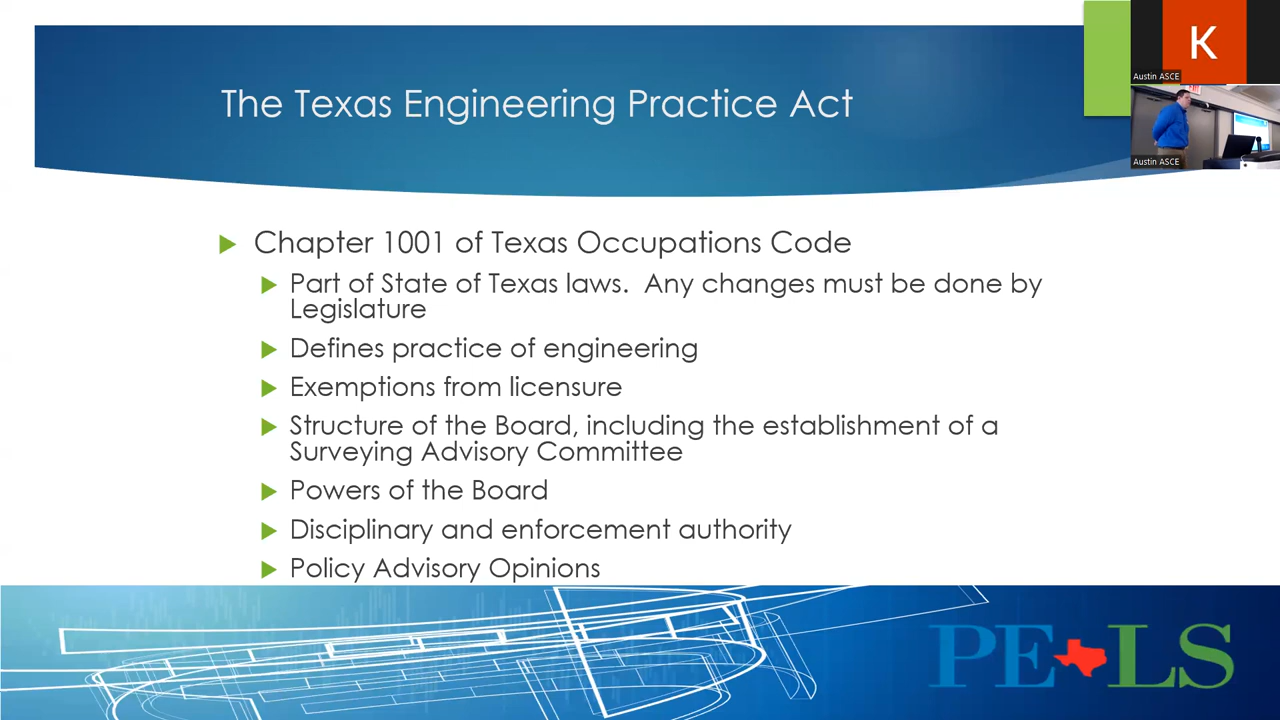 The Texas Engineering Practice Act
K
Austin ASCE
Austin ASCE
Chapter 1001 of Texas Occupations Code
Part of State of Texas laws.  Any changes must be done by
Legislature
Defines practice of engineering
Exemptions from licensure
Structure of the Board, including the establishment of a
Surveying Advisory Committee
Powers of the Board
Disciplinary and enforcement authority
Policy Advisory Opinions
PE LS